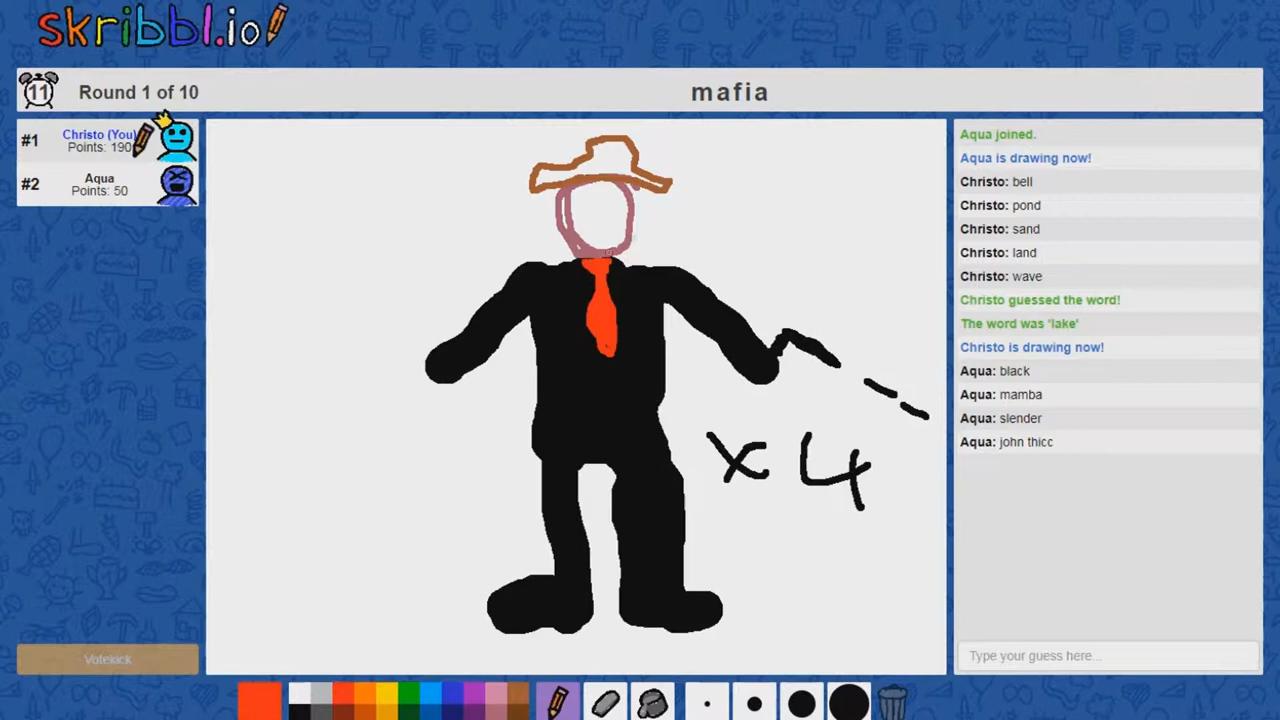 skribbl.io
11
Round 1 of 10
mafia
#1
Christo (You)
Points: 190
#2
Aqua
Points: 50
x4
Aqua joined.
Aqua is drawing now!
Christo: bell
Christo: pond
Christo: sand
Christo: land
Christo: wave
Christo guessed the word!
The word was 'lake'
Christo is drawing now!
Aqua: black
Aqua: mamba
Aqua: slender
Aqua: john thicc
Votekick
Type your guess here...